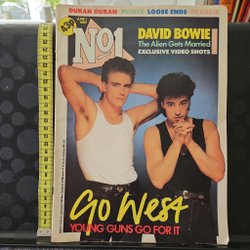 DURAN DURAN PRINCE LOOSE ENDS FRANKIE
43p
No1
DAVID BOWIE
The Alien Gets Married
EXCLUSIVE VIDEO SHOTS
Go West
YOUNG GUNS GO FOR IT